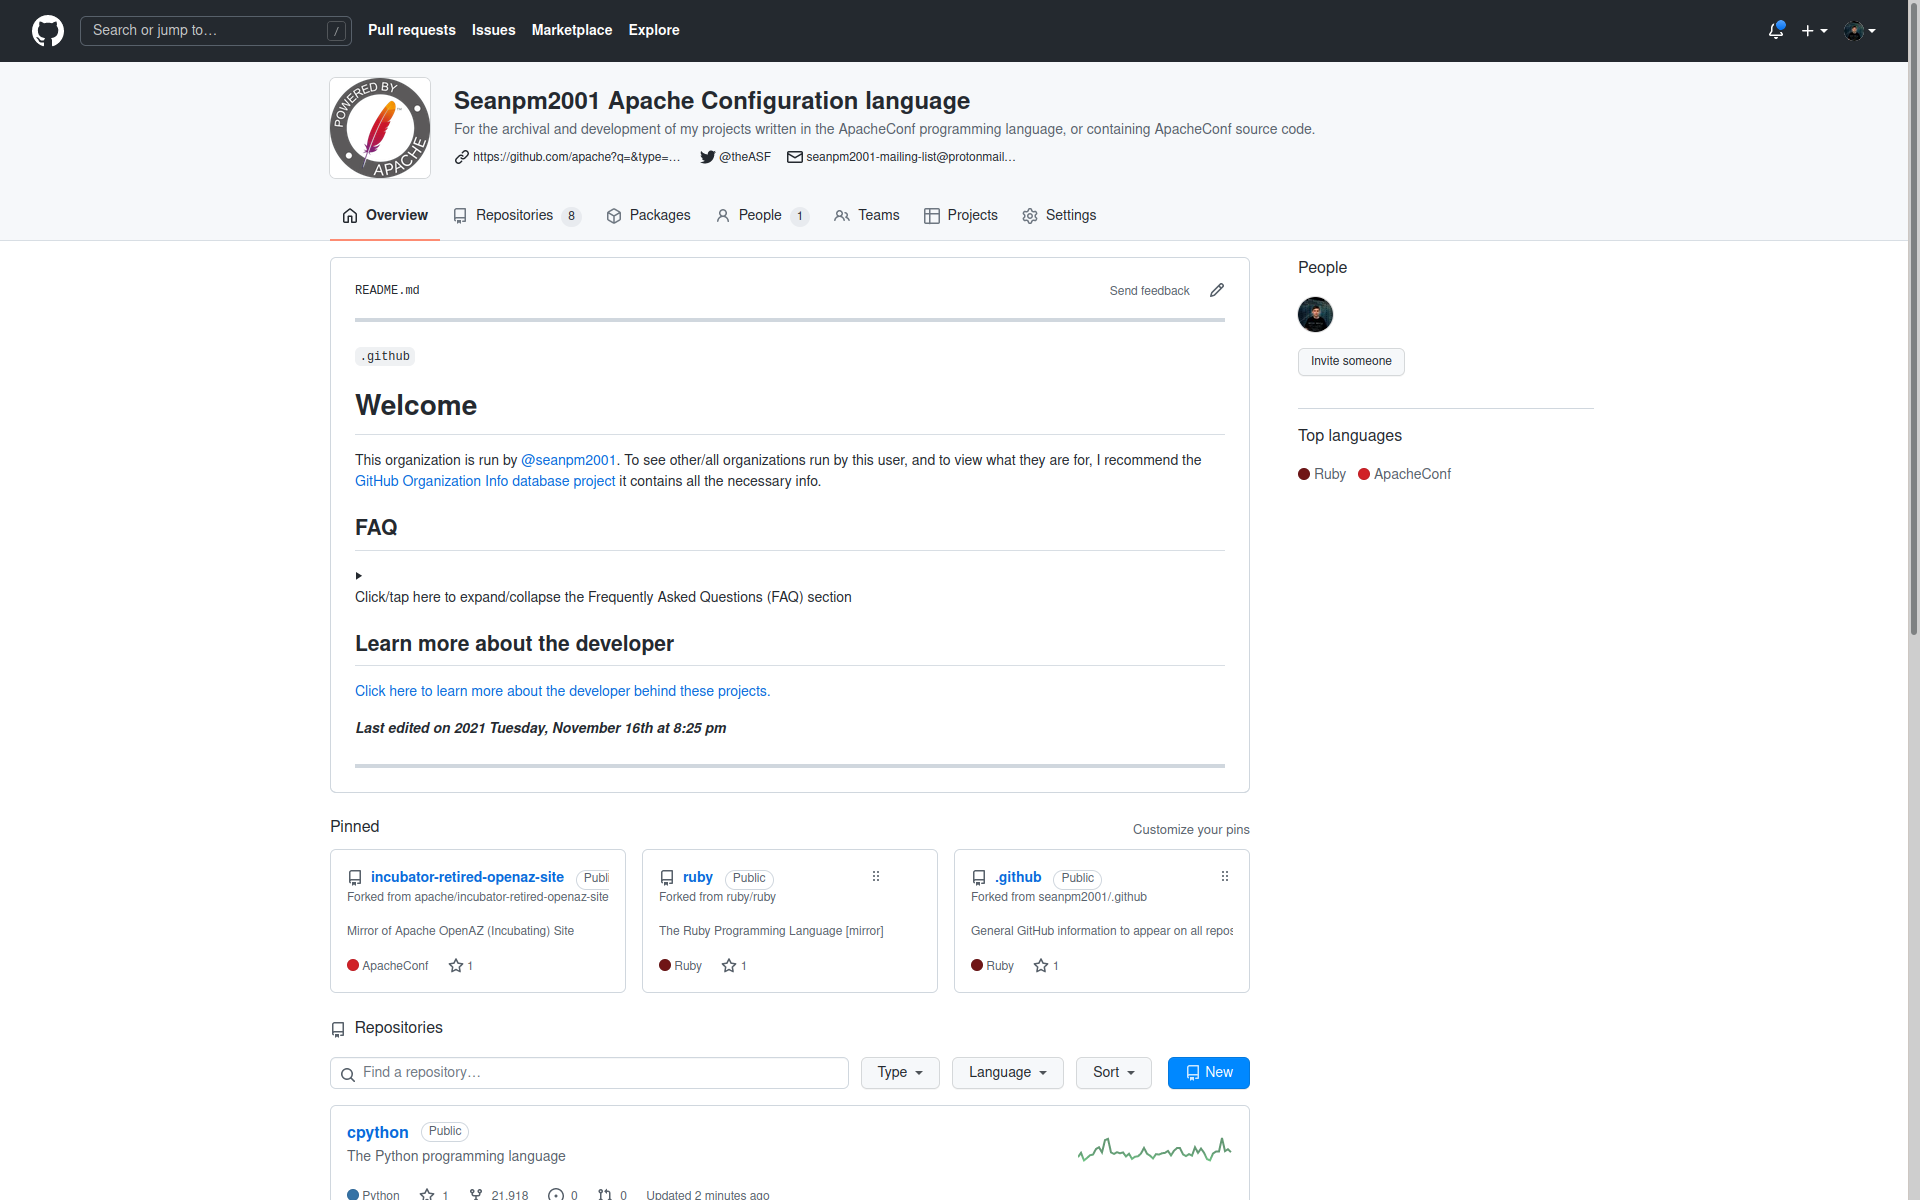 Search or jump to…
/
Pull requests
Issues
Marketplace
Explore
POWERED BY
APACHE
Seanpm2001 Apache Configuration language
For the archival and development of my projects written in the ApacheConf programming language, or containing ApacheConf source code.
https://github.com/apache?q=&type=…
@theASF
seanpm2001-mailing-list@protonmail…
Overview
Repositories 8
Packages
People 1
Teams
Projects
Settings
README.md
Send feedback
.github
Welcome
This organization is run by @seanpm2001. To see other/all organizations run by this user, and to view what they are for, I recommend the
GitHub Organization Info database project it contains all the necessary info.
FAQ
Click/tap here to expand/collapse the Frequently Asked Questions (FAQ) section
Learn more about the developer
Click here to learn more about the developer behind these projects.
Last edited on 2021 Tuesday, November 16th at 8:25 pm
People
Invite someone
Top languages
Ruby
ApacheConf
Pinned
Customize your pins
incubator-retired-openaz-site Publi
Forked from apache/incubator-retired-openaz-site
Mirror of Apache OpenAZ (Incubating) Site
ApacheConf 1
ruby Public
Forked from ruby/ruby
The Ruby Programming Language [mirror]
Ruby 1
.github Public
Forked from seanpm2001/.github
General GitHub information to appear on all repos
Ruby 1
Repositories
Find a repository…
Type
Language
Sort
New
cpython Public
The Python programming language
Python 1 21,918 0 0 Updated 2 minutes ago